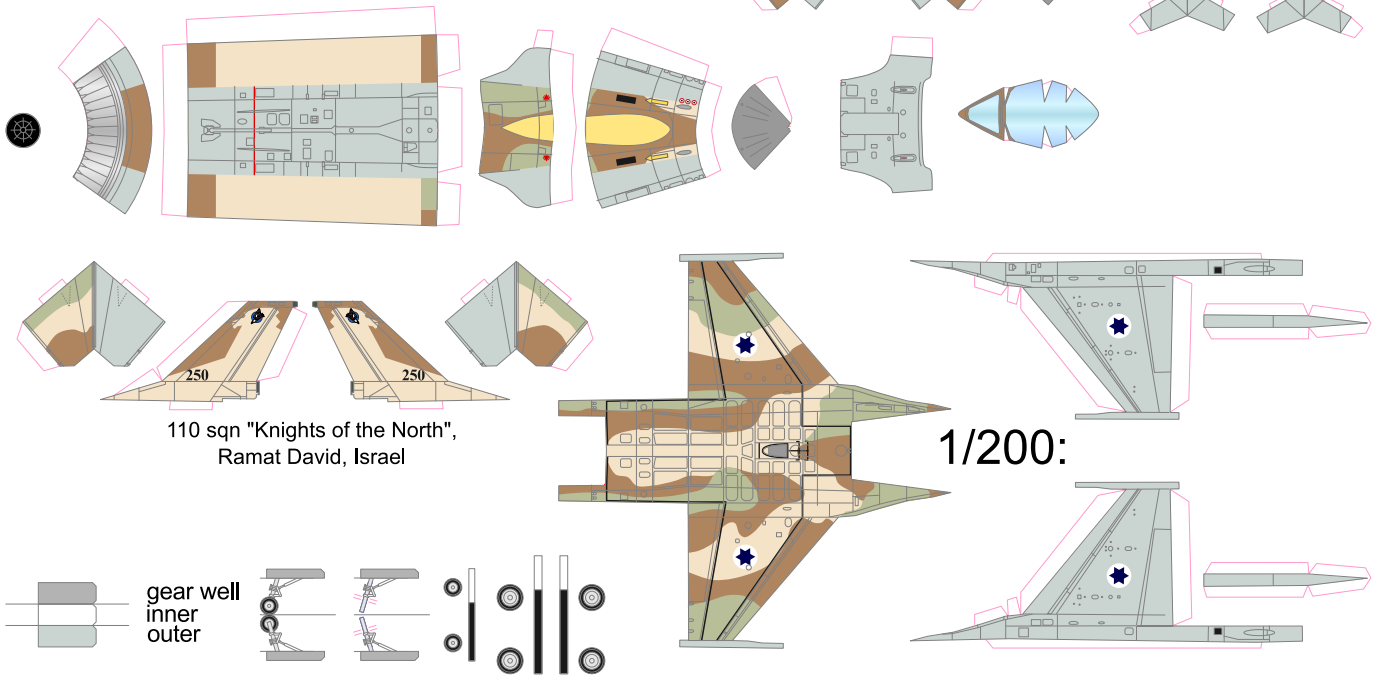 250
250
110 sqn "Knights of the North",
Ramat David, Israel
1/200:
gear well
inner
outer